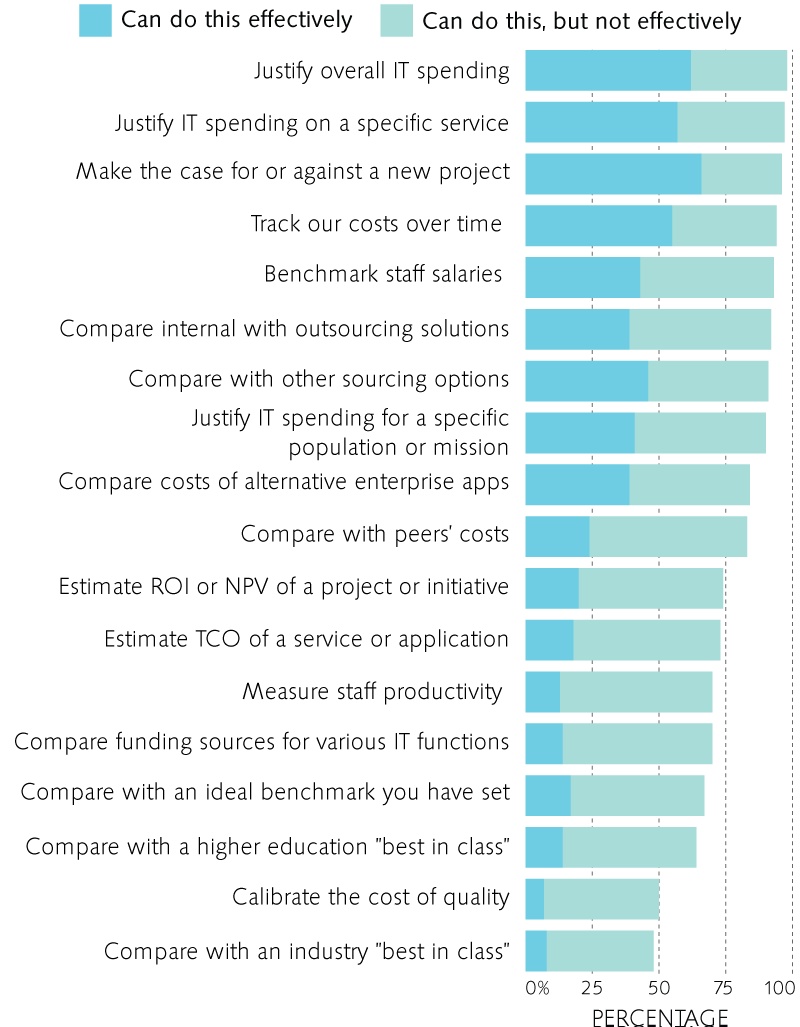 Can do this effectively
Can do this, but not effectively
Justify overall IT spending
Justify IT spending on a specific service
Make the case for or against a new project
Track our costs over time
Benchmark staff salaries
Compare internal with outsourcing solutions
Compare with other sourcing options
Justify IT spending for a specific
population or mission
Compare costs of alternative enterprise apps
Compare with peers’ costs
Estimate ROI or NPV of a project or initiative
Estimate TCO of a service or application
Measure staff productivity
Compare funding sources for various IT functions
Compare with an ideal benchmark you have set
Compare with a higher education ”best in class”
Calibrate the cost of quality
Compare with an industry ”best in class”
0% 25 50 75 100
PERCENTAGE